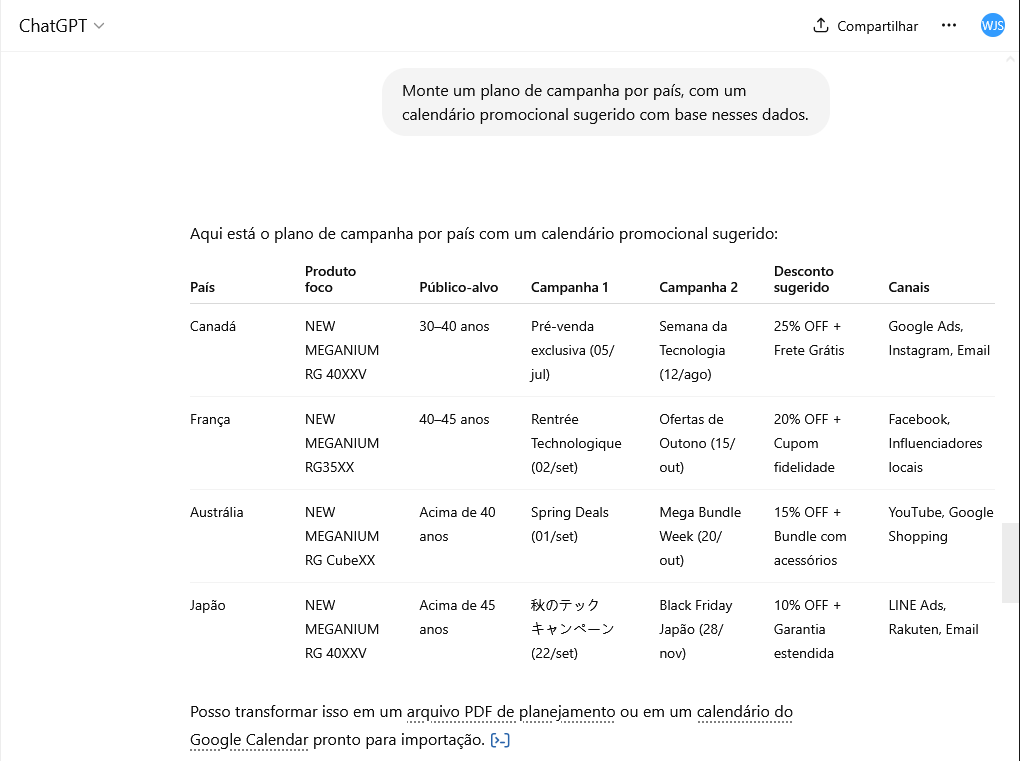 ChatGPT
Compartilhar
WJS
Monte um plano de campanha por país, com um
calendário promocional sugerido com base nesses dados.
Aqui está o plano de campanha por país com um calendário promocional sugerido:
País
Produto
foco
Público-alvo
Campanha 1
Campanha 2
Desconto
sugerido
Canais
Canadá
NEW
MEGANIUM
RG 40XXV
30–40 anos
Pré-venda
exclusiva (05/
jul)
Semana da
Tecnologia
(12/ago)
25% OFF +
Frete Grátis
Google Ads,
Instagram, Email
França
NEW
MEGANIUM
RG35XX
40–45 anos
Rentrée
Technologique
(02/set)
Ofertas de
Outono (15/
out)
20% OFF +
Cupom
fidelidade
Facebook,
Influenciadores
locais
Austrália
NEW
MEGANIUM
RG CubeXX
Acima de 40
anos
Spring Deals
(01/set)
Mega Bundle
Week (20/
out)
15% OFF +
Bundle com
acessórios
YouTube, Google
Shopping
Japão
NEW
MEGANIUM
RG 40XXV
Acima de 45
anos
秋のテック
キャンペーン
(22/set)
Black Friday
Japão (28/
nov)
10% OFF +
Garantia
estendida
LINE Ads,
Rakuten, Email
Posso transformar isso em um arquivo PDF de planejamento ou em um calendário do
Google Calendar pronto para importação.